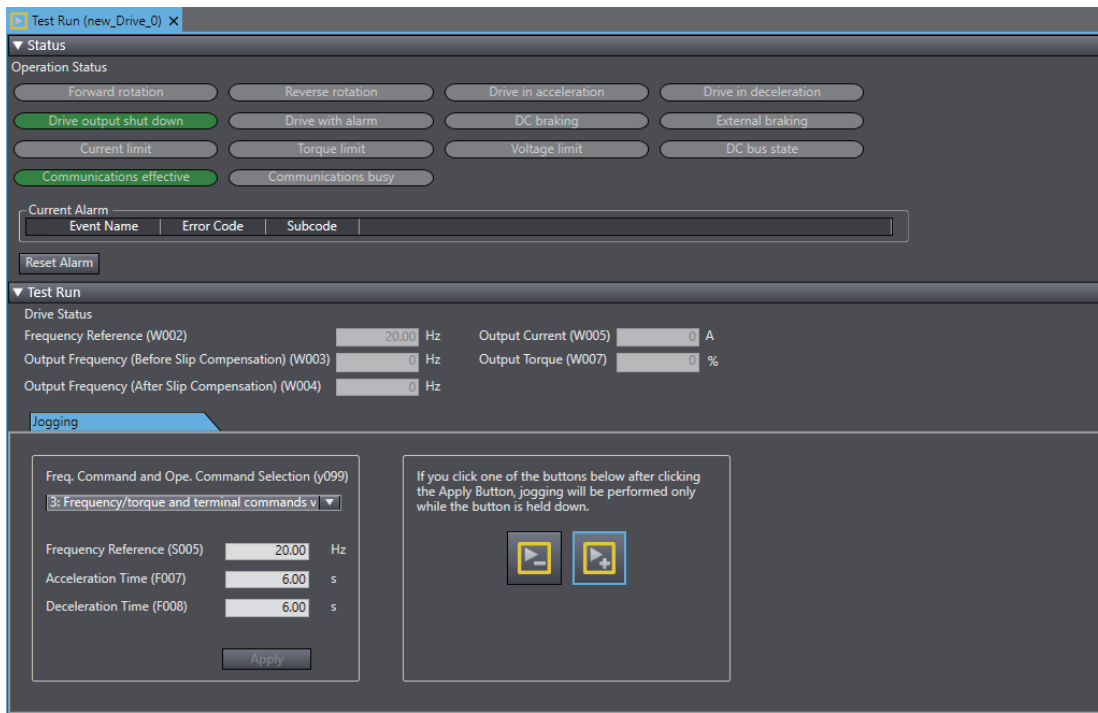 Test Run (new_Drive_0)
Status
Operation Status
Forward rotation Reverse rotation Drive in acceleration Drive in deceleration
Drive output shut down Drive with alarm DC braking External braking
Current limit Torque limit Voltage limit DC bus state
Communications effective Communications busy
Current Alarm
Event Name Error Code Subcode
Reset Alarm
Test Run
Drive Status
Frequency Reference (W002) 20.00 Hz Output Current (W005) 0 A
Output Frequency (Before Slip Compensation) (W003) 0 Hz Output Torque (W007) 0 %
Output Frequency (After Slip Compensation) (W004) 0 Hz
Jogging
Freq. Command and Ope. Command Selection (y099)
3: Frequency/torque and terminal commands v
Frequency Reference (S005) 20.00 Hz
Acceleration Time (F007) 6.00 s
Deceleration Time (F008) 6.00 s
Apply
If you click one of the buttons below after clicking
the Apply Button, jogging will be performed only
while the button is held down.